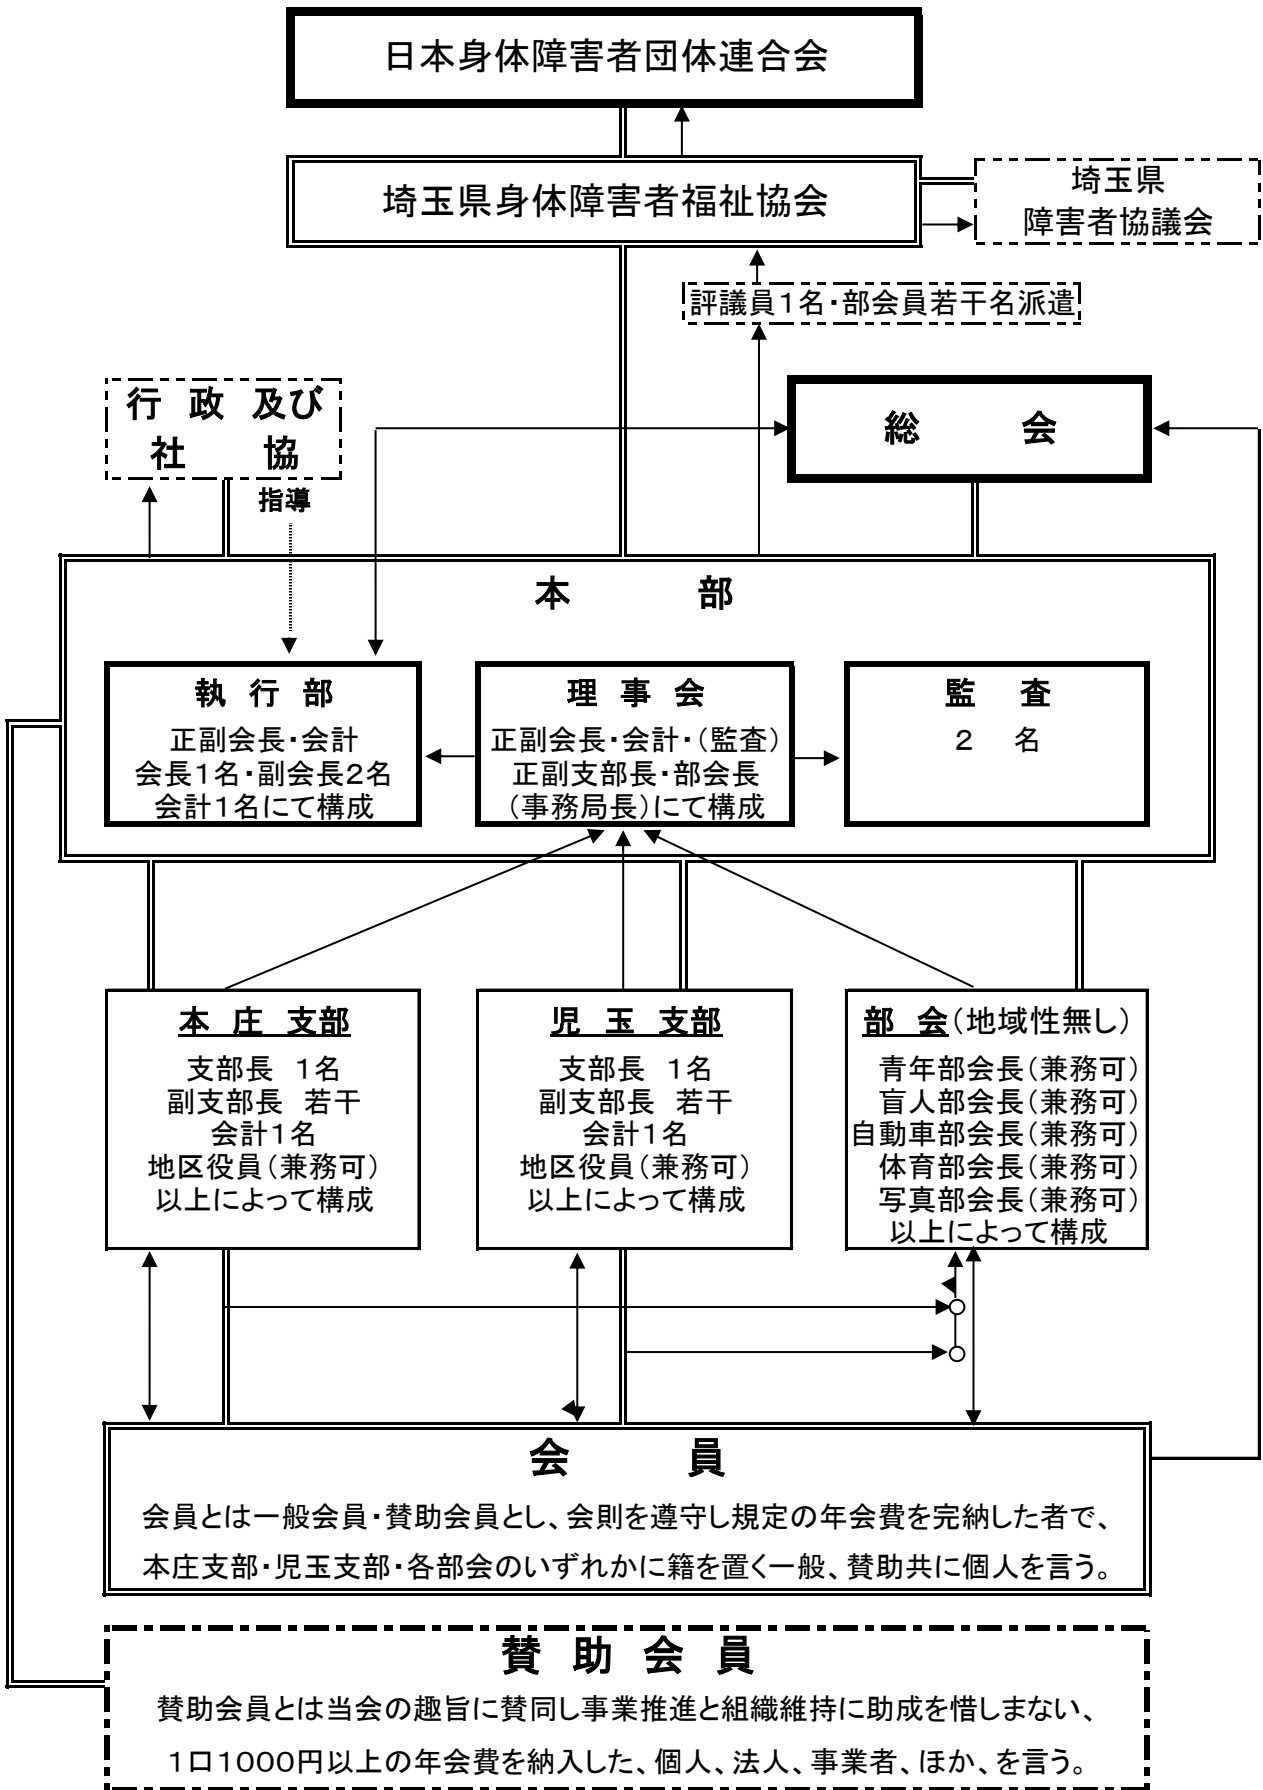 日本身体障害者団体連合会
埼玉県身体障害者福祉協会
埼玉県
障害者協議会
評議員1名・部会員若干名派遣
行 政 及び
社 協
指導
総 会
本 部
執 行 部
正副会長・会計
会長1名・副会長2名
会計1名にて構成
理 事 会
正副会長・会計・(監査)
正副支部長・部会長
(事務局長)にて構成
監 査
2 名
本 庄 支部
支部長 1名
副支部長 若干
会計1名
地区役員(兼務可)
以上によって構成
児 玉 支部
支部長 1名
副支部長 若干
会計1名
地区役員(兼務可)
以上によって構成
部 会(地域性無し)
青年部会長(兼務可)
盲人部会長(兼務可)
自動車部会長(兼務可)
体育部会長(兼務可)
写真部会長(兼務可)
以上によって構成
会 員
会員とは一般会員・賛助会員とし、会則を遵守し規定の年会費を完納した者で、
本庄支部・児玉支部・各部会のいずれかに籍を置く一般、賛助共に個人を言う。
賛 助 会 員
賛助会員とは当会の趣旨に賛同し事業推進と組織維持に助成を惜しまない、
1口1000円以上の年会費を納入した、個人、法人、事業者、ほか、を言う。